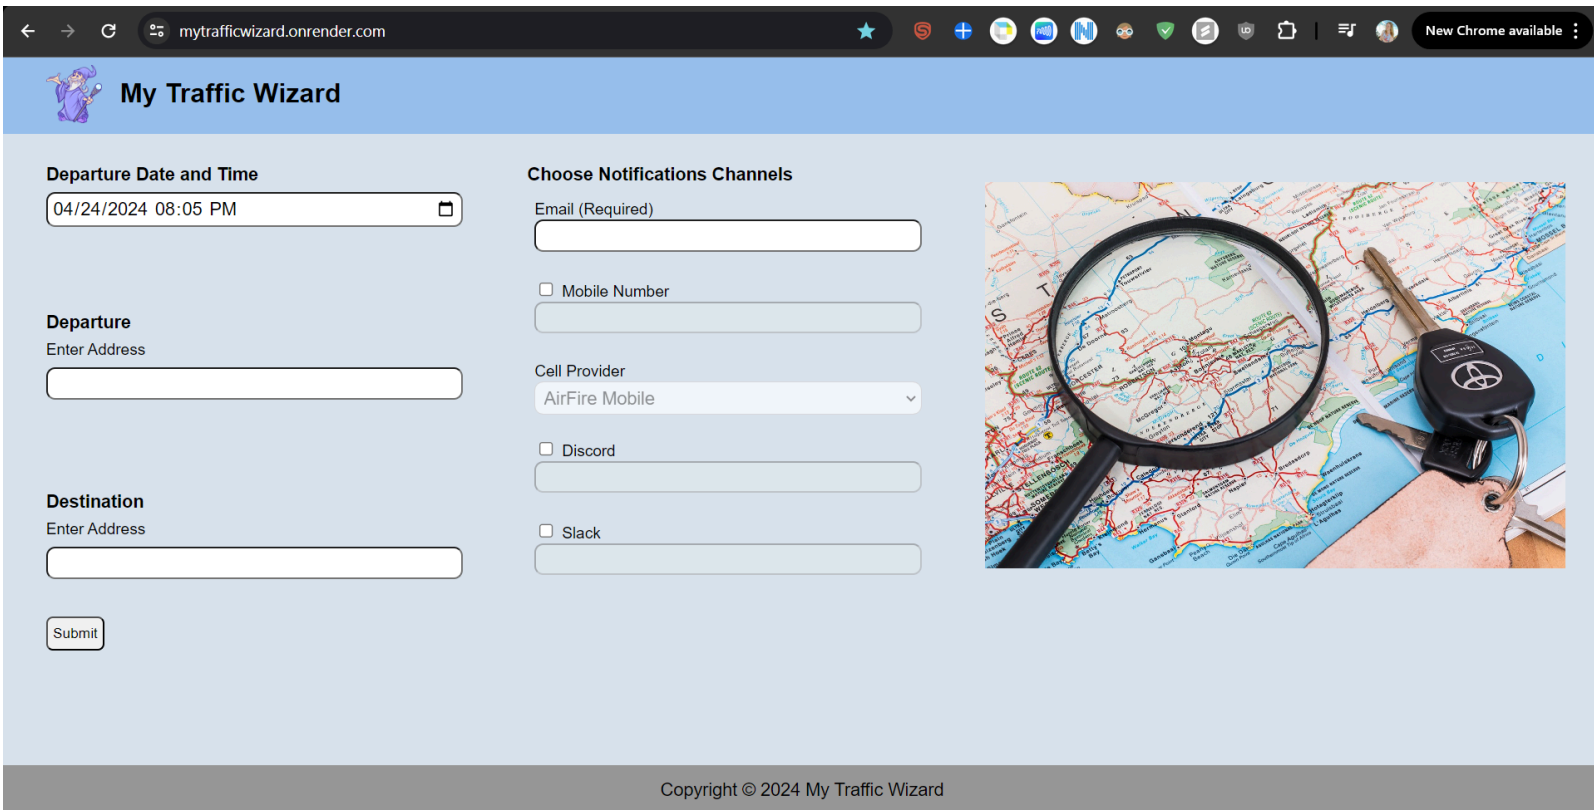 mytrafficwizard.onrender.com
New Chrome available
My Traffic Wizard
Departure Date and Time
04/24/2024 08:05 PM
Departure
Enter Address
Destination
Enter Address
Submit
Choose Notifications Channels
Email (Required)
Mobile Number
Cell Provider
AirFire Mobile
Discord
Slack
Copyright © 2024 My Traffic Wizard